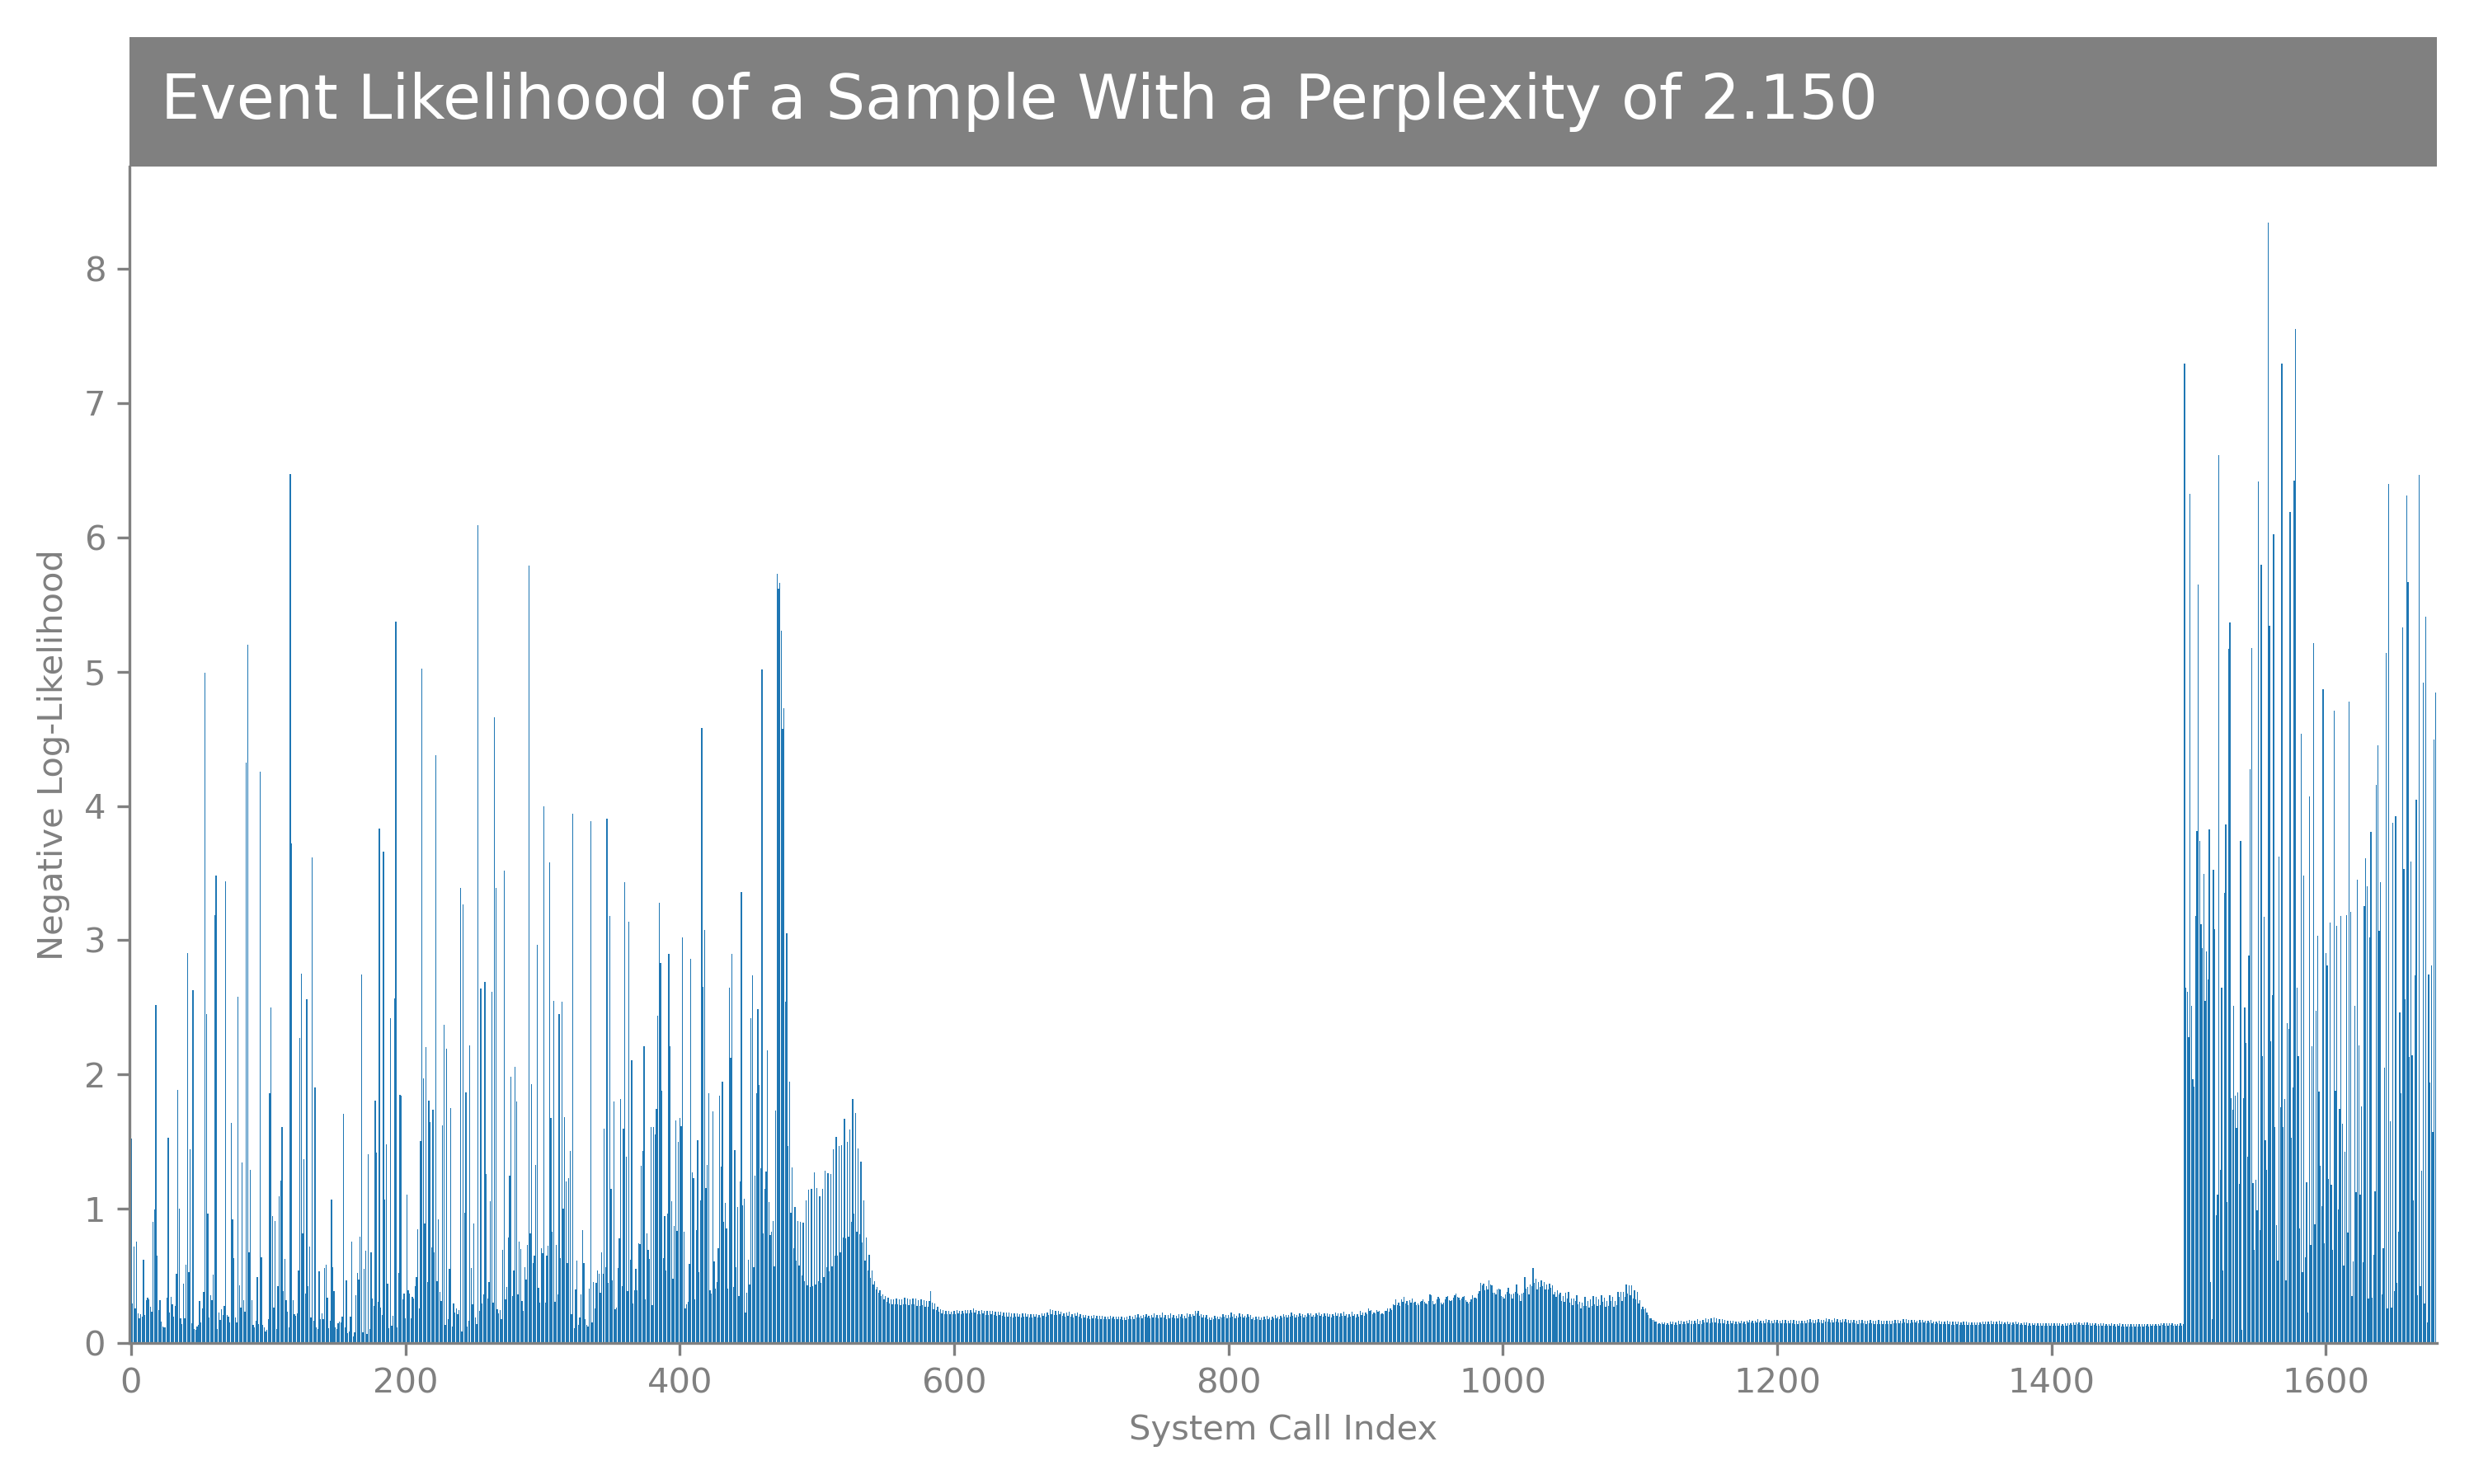 Event Likelihood of a Sample With a Perplexity of 2.150
Negative Log-Likelihood
8
7
6
5
4
3
2
1
0
0 200 400 600 800 1000 1200 1400 1600
System Call Index